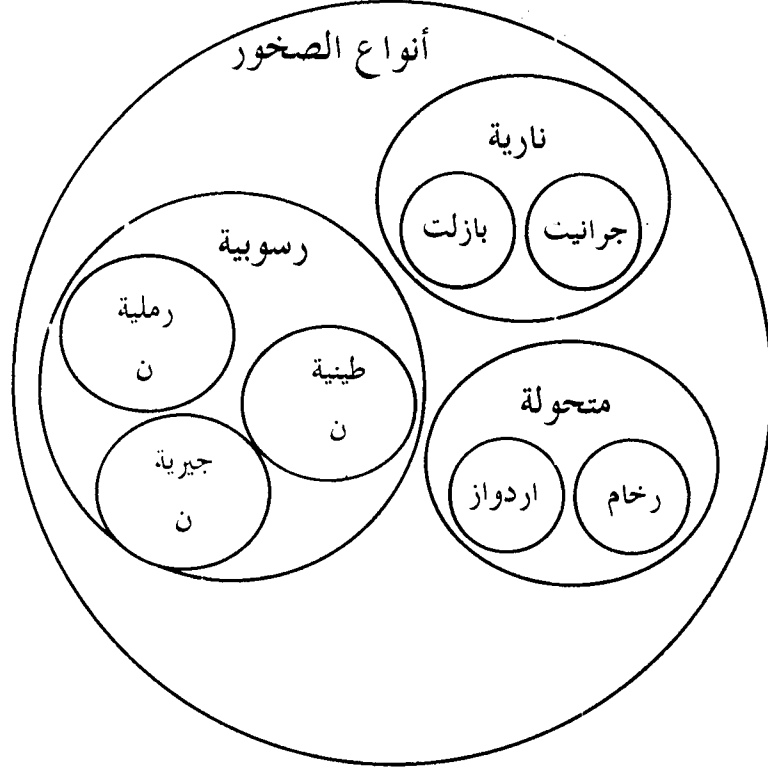 أنواع الصخور
نارية
جرانيت
بازلت
رسوبية
رملية
ن
طينية
ن
جيرية
ن
متحولة
رخام
اردواز